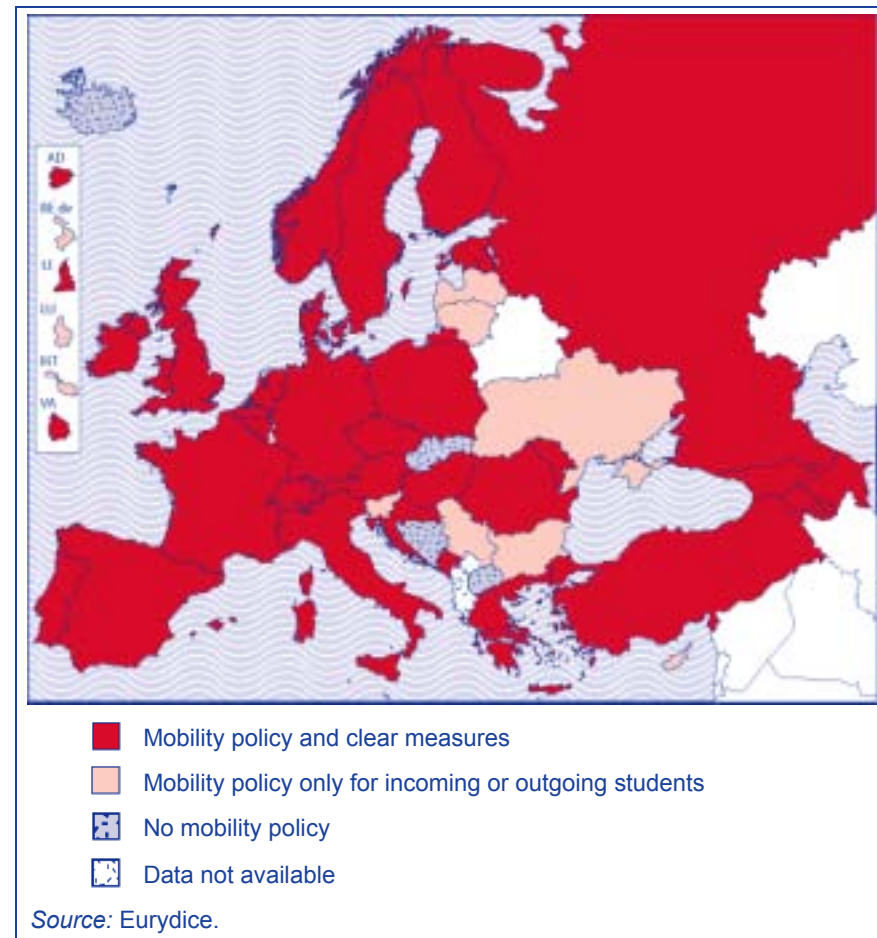 AD
BE de
LI
LU
MT
VA
Mobility policy and clear measures
Mobility policy only for incoming or outgoing students
No mobility policy
Data not available
Source: Eurydice.